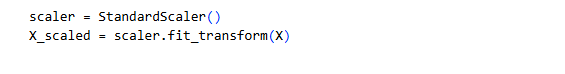 scaler = StandardScaler()
X_scaled = scaler.fit_transform(X)